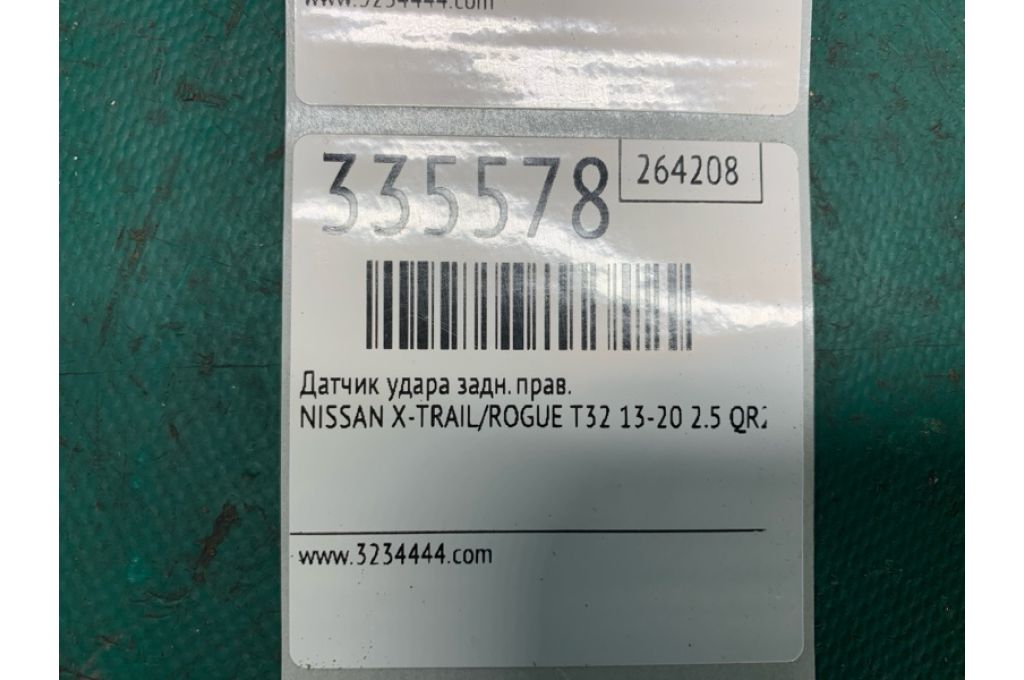 www.3234444.com
335578
264208
Датчик удара задн.прав.
NISSAN X-TRAIL/ROGUE T32 13-20 2.5 QR2
www.3234444.com